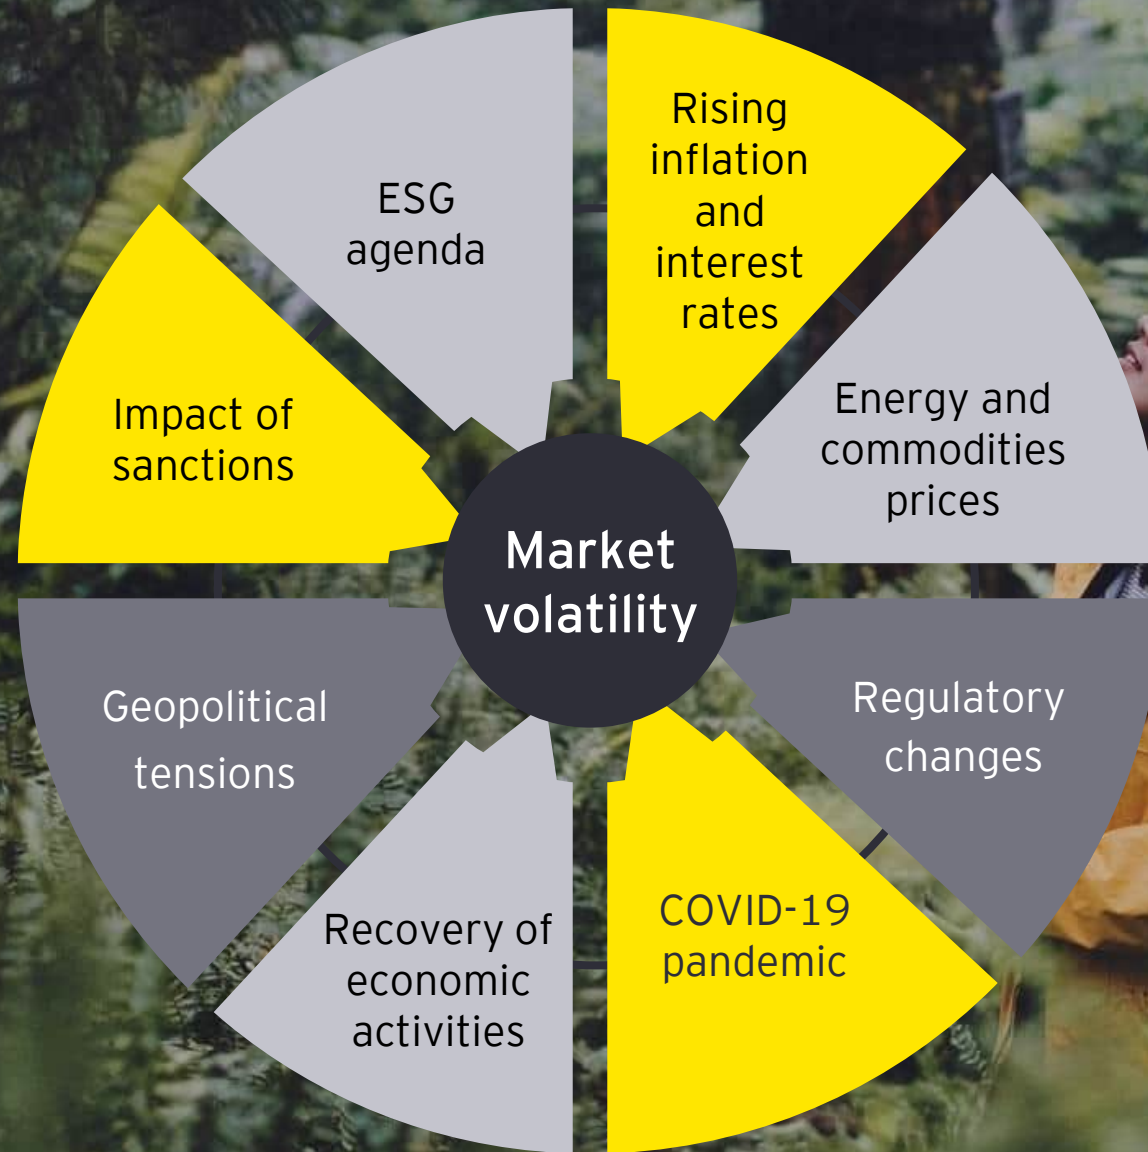 Rising
inflation
and
interest
rates
Energy and
commodities
prices
Regulatory
changes
COVID-19
pandemic
Recovery of
economic
activities
Geopolitical
tensions
Impact of
sanctions
ESG
agenda
Market
volatility